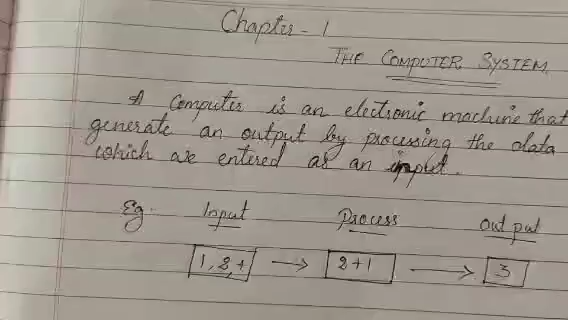 Chapter - 1
THE COMPUTER SYSTEM.
A Computer is an electronic machine that
generate an output by processing the data
which are entered as an input.
Eg. Input Process Output
1, 2, + → 2+1 → 3